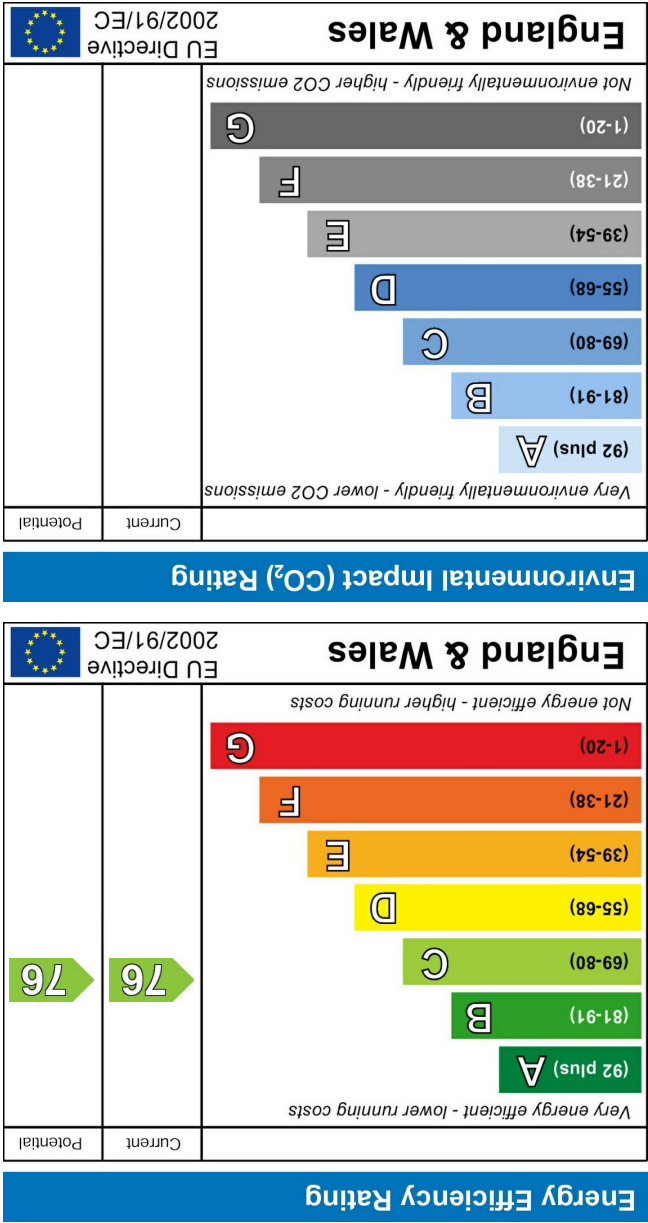 Energy Efficiency Rating
Current Potential
Very energy efficient - lower running costs
(92 plus) A
(81-91) B
(69-80) C
76 76
(55-68) D
(39-54) E
(21-38) F
(1-20) G
Not energy efficient - higher running costs
England & Wales
EU Directive
2002/91/EC
Environmental Impact (CO₂) Rating
Current Potential
Very environmentally friendly - lower CO2 emissions
(92 plus) A
(81-91) B
(69-80) C
(55-68) D
(39-54) E
(21-38) F
(1-20) G
Not environmentally friendly - higher CO2 emissions
England & Wales
EU Directive
2002/91/EC